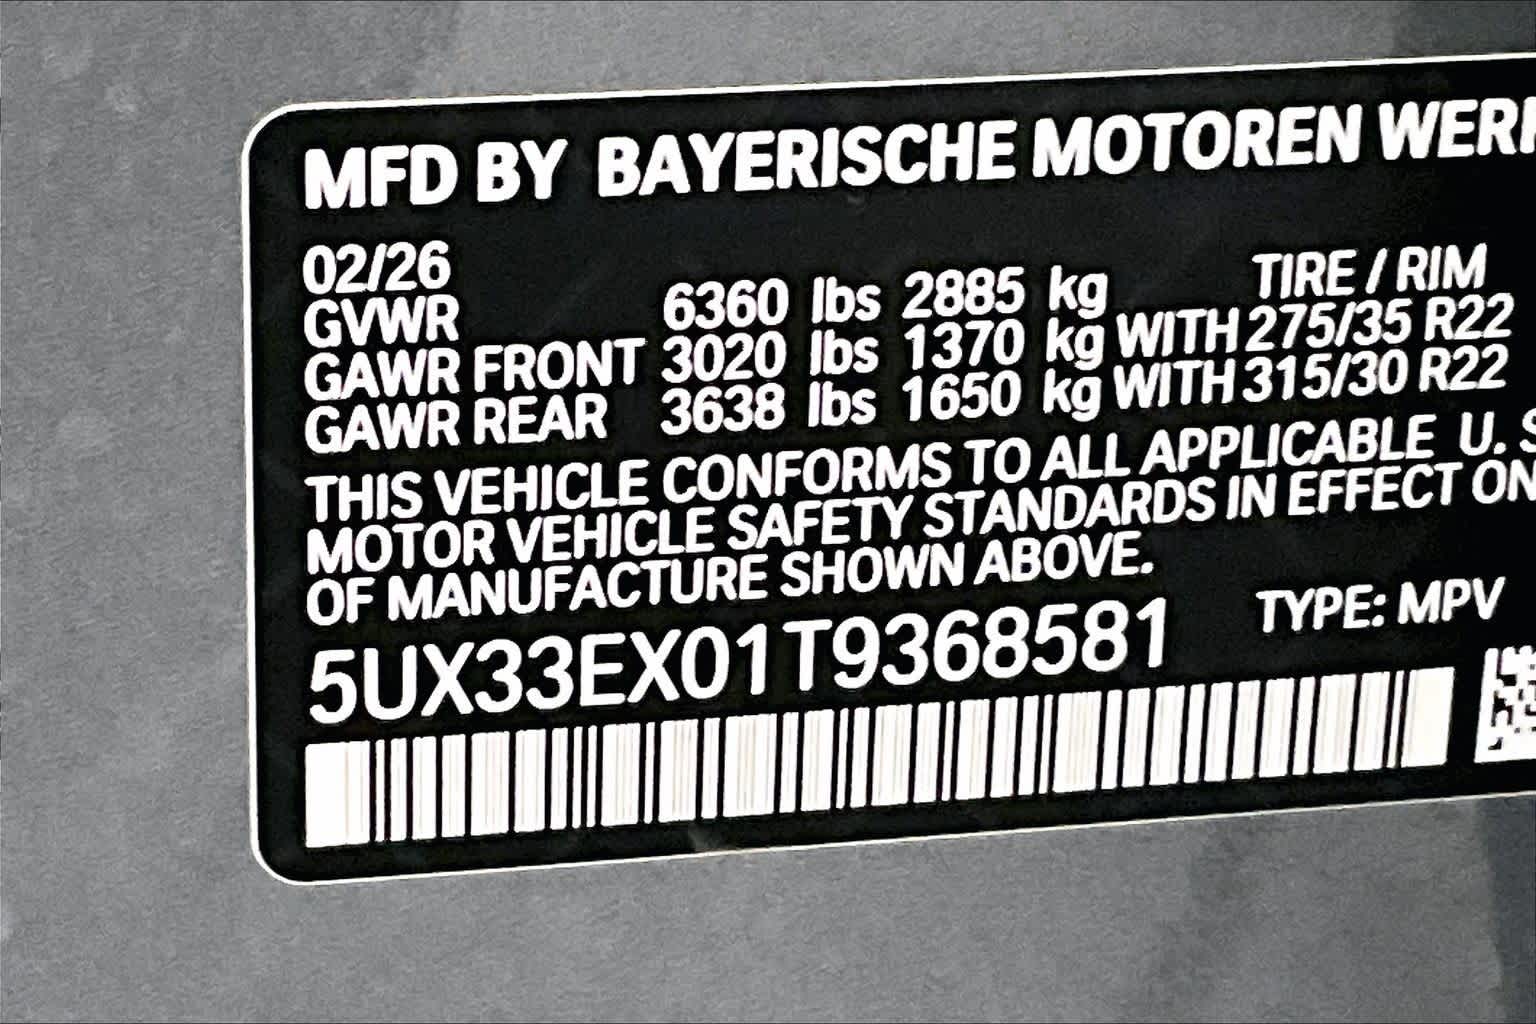 MFD BY BAYERISCHE MOTOREN WER
02/26 TIRE / RIM
GVWR 6360 lbs 2885 kg
GAWR FRONT 3020 lbs 1370 kg WITH 275/35 R22
GAWR REAR 3638 lbs 1650 kg WITH 315/30 R22
THIS VEHICLE CONFORMS TO ALL APPLICABLE U. S
MOTOR VEHICLE SAFETY STANDARDS IN EFFECT ON
OF MANUFACTURE SHOWN ABOVE.
5UX33EX01T9368581 TYPE: MPV